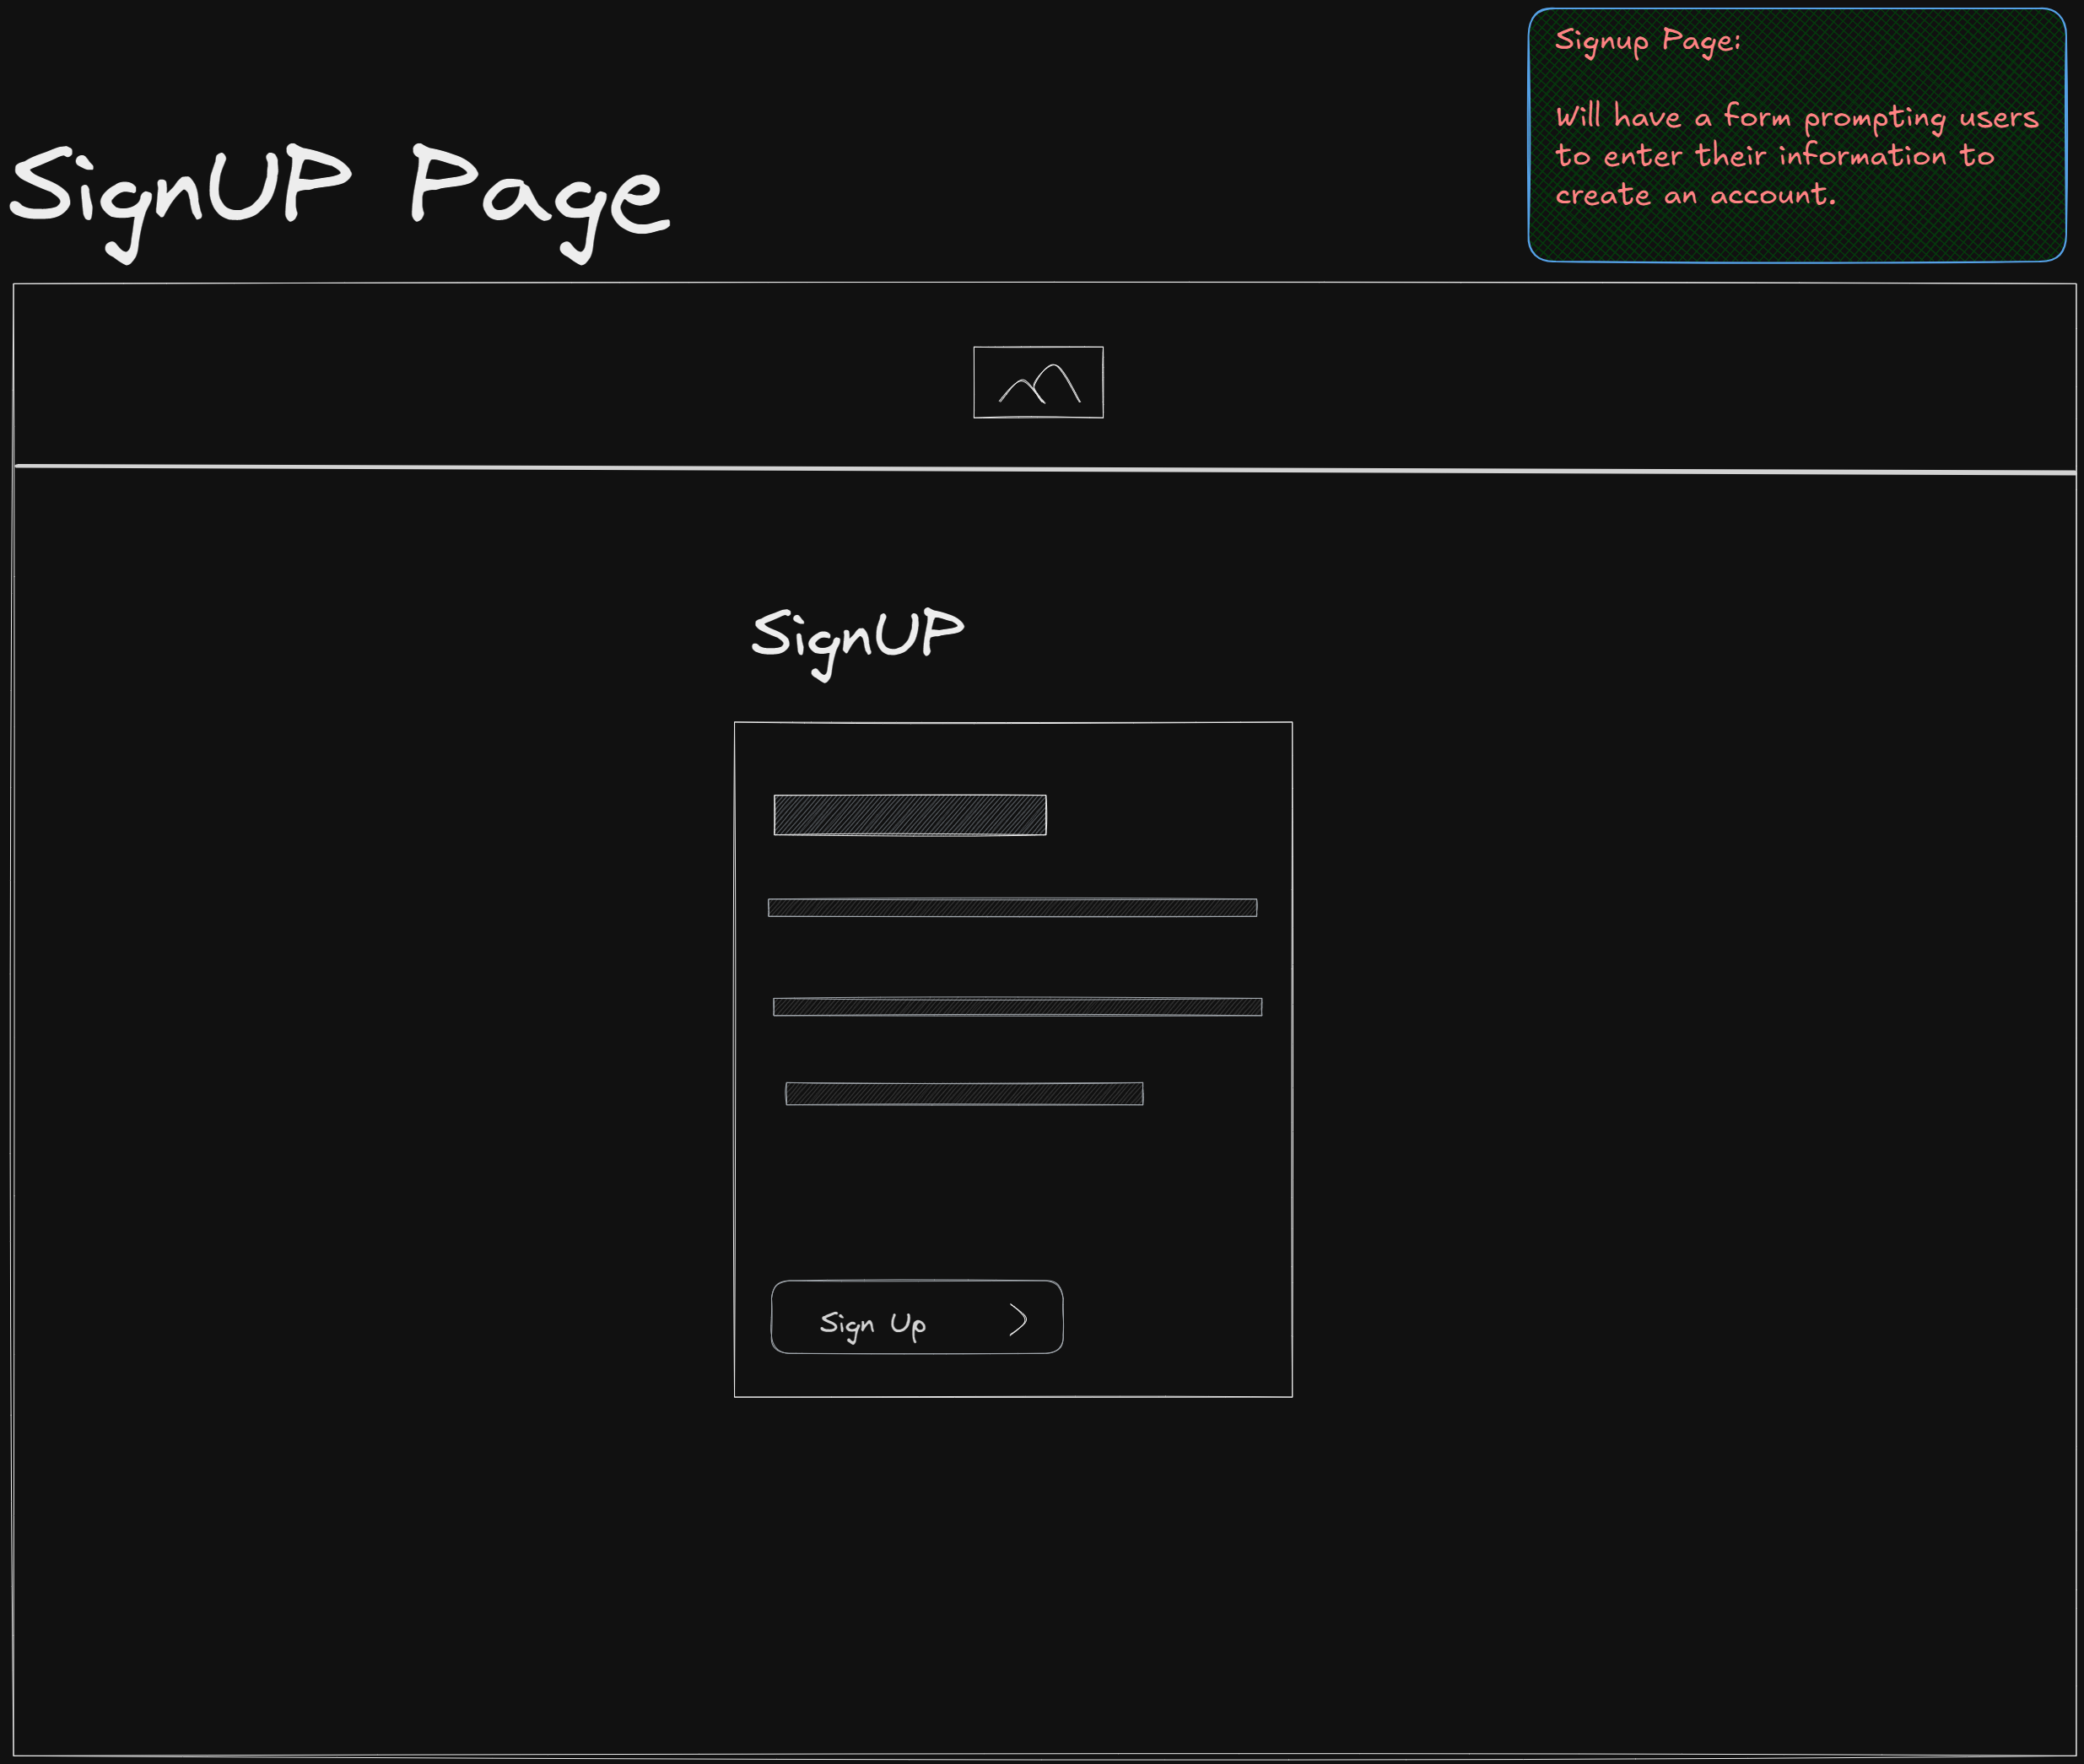 Signup Page:
Will have a form prompting users
to enter their information to
create an account.
SignUP Page
SignUP
Sign Up